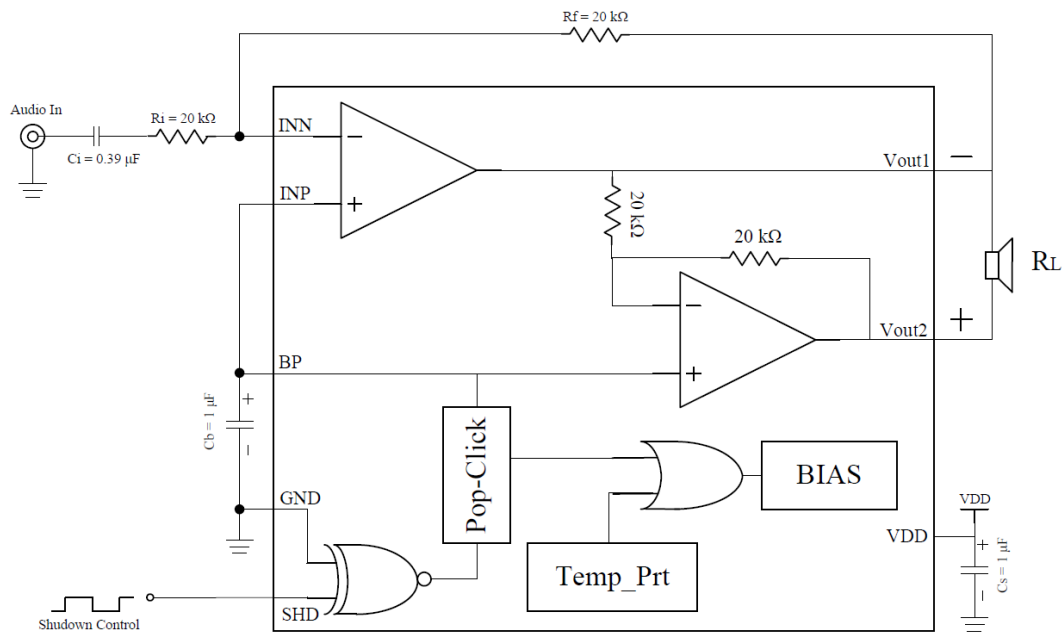 Rf = 20 kΩ
Audio In
Ri = 20 kΩ
Ci = 0.39 μF
INN
−
INP
+
Vout1
−
20 kΩ
20 kΩ
RL
−
+
Vout2
+
BP
+
Cb = 1 μF
−
Pop-Click
BIAS
GND
VDD
VDD
+
Cs = 1 μF
−
Temp_Prt
SHD
Shudown Control